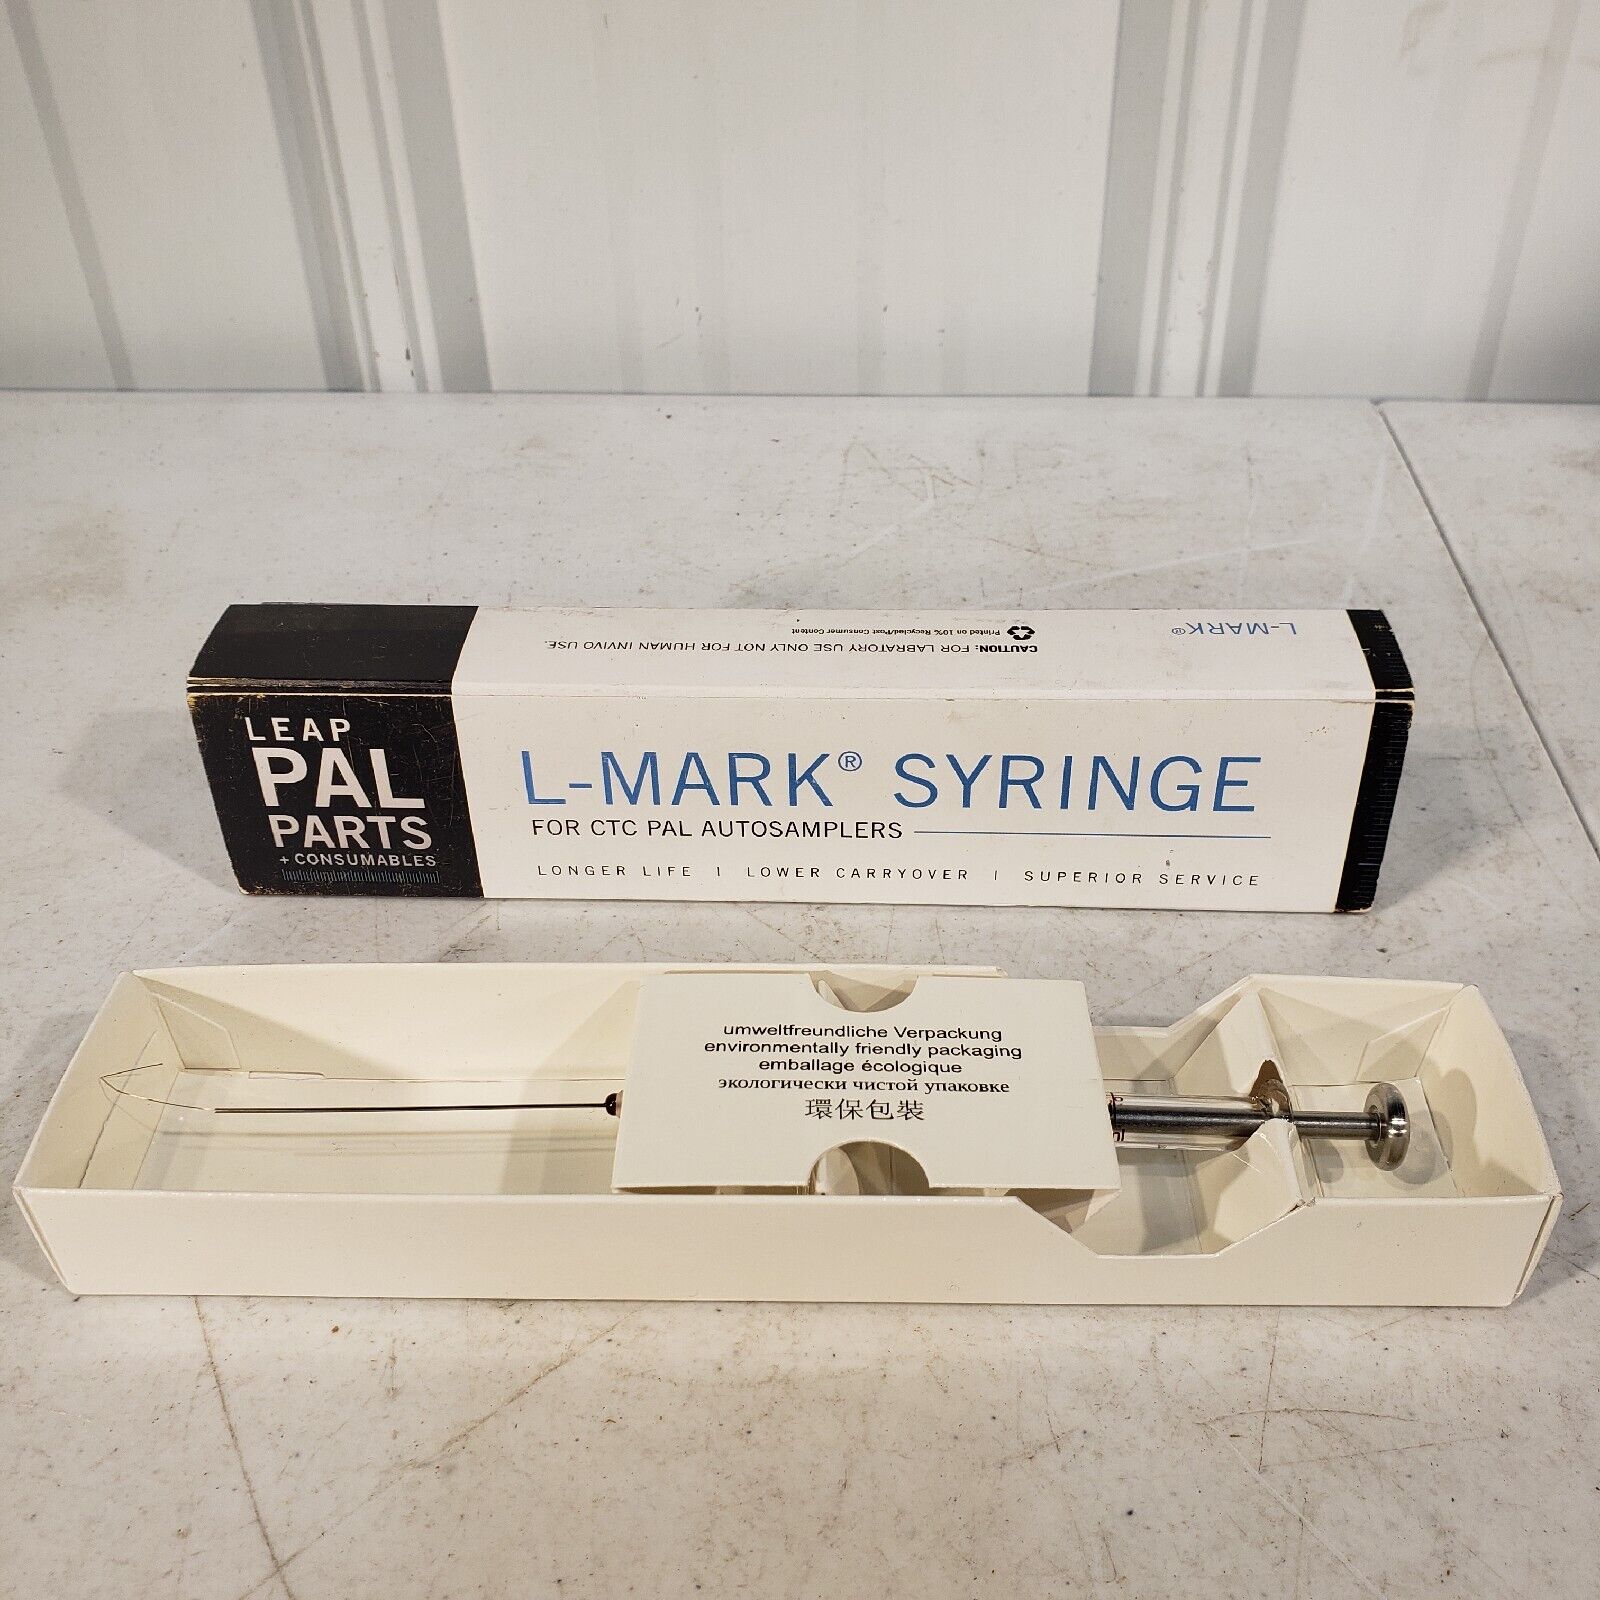 L-MARK®
Printed on 10% Recyclad/Post Consumer Content
CAUTION: FOR LABRATORY USE ONLY NOT FOR HUMAN INVIVO USE.
LEAP
PAL
PARTS
+ CONSUMABLES
L-MARK® SYRINGE
FOR CTC PAL AUTOSAMPLERS
LONGER LIFE | LOWER CARRYOVER | SUPERIOR SERVICE
umweltfreundliche Verpackung
environmentally friendly packaging
emballage écologique
экологически чистой упаковке
環保包裝